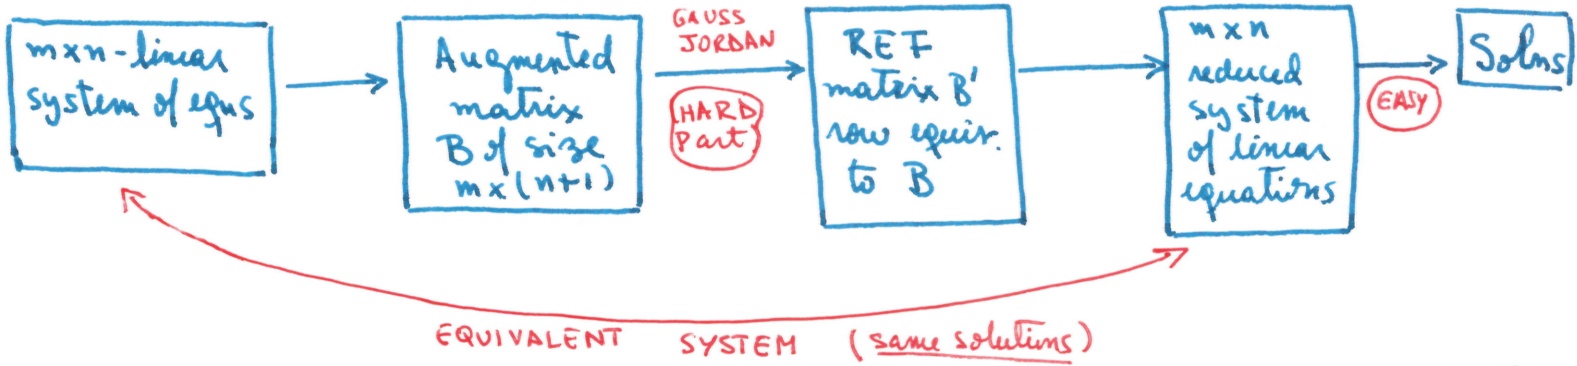 m×n-linear
system of eqns
Augmented
matrix
B of size
m×(n+1)
GAUSS
JORDAN
HARD
Part
REF
matrix B'
row equiv.
to B
m×n
reduced
system
of linear
equations
EASY
Solns
EQUIVALENT SYSTEM (same solutions)